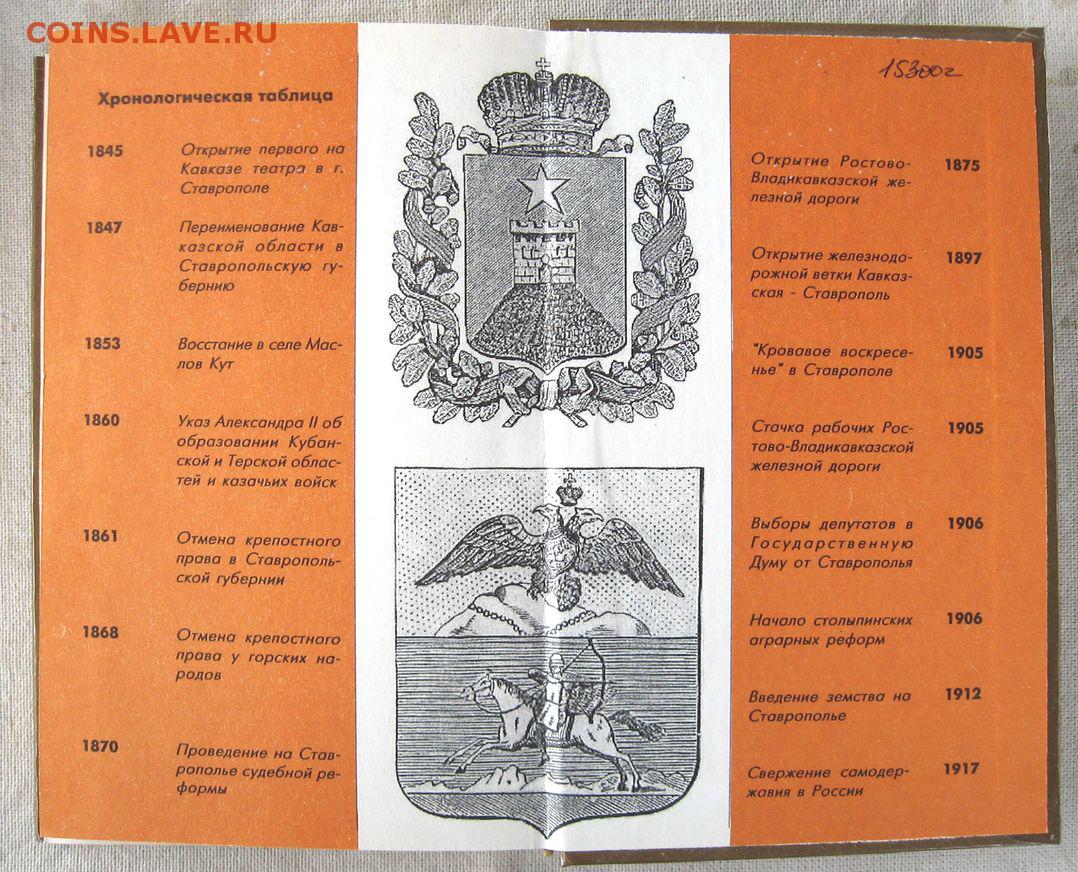 COINS.LAVE.RU
Хронологическая таблица
1845 Открытие первого на
Кавказе театра в г.
Ставрополе
1847 Переименование Кав-
казской области в
Ставропольскую гу-
бернию
1853 Восстание в селе Мас-
лов Кут
1860 Указ Александра II об
образовании Кубан-
ской и Терской облас-
тей и казачьих войск
1861 Отмена крепостного
права в Ставрополь-
ской губернии
1868 Отмена крепостного
права у горских на-
родов
1870 Проведение на Став-
рополье судебной ре-
формы
15300г
Открытие Ростово- 1875
Владикавказской же-
лезной дороги
Открытие железнодо- 1897
рожной ветки Кавказ-
ская - Ставрополь
"Кровавое воскресе- 1905
нье" в Ставрополе
Стачка рабочих Рос- 1905
тово-Владикавказской
железной дороги
Выборы депутатов в 1906
Государственную
Думу от Ставрополья
Начало столыпинских 1906
аграрных реформ
Введение земства на 1912
Ставрополье
Свержение самодер- 1917
жавия в России